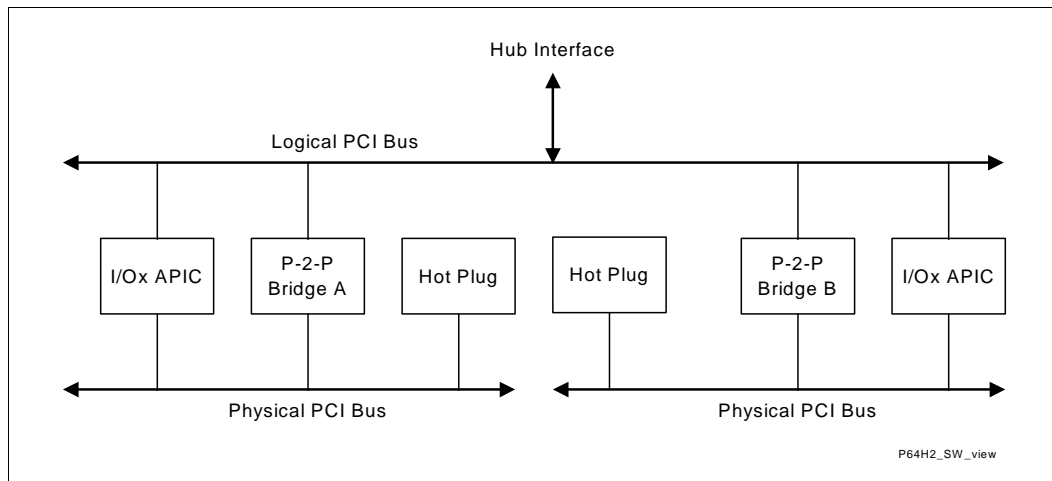 Hub Interface
Logical PCI Bus
I/Ox APIC
P-2-P
Bridge A
Hot Plug
Hot Plug
P-2-P
Bridge B
I/Ox APIC
Physical PCI Bus
Physical PCI Bus
P64H2_SW_view